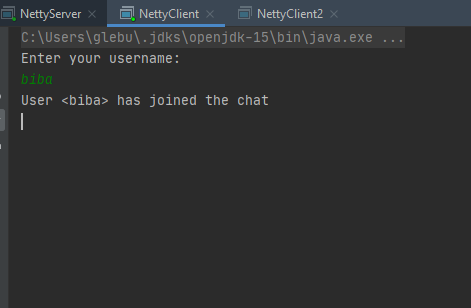 NettyServer NettyClient NettyClient2
C:\Users\glebu\.jdks\openjdk-15\bin\java.exe ...
Enter your username:
biba
User <biba> has joined the chat